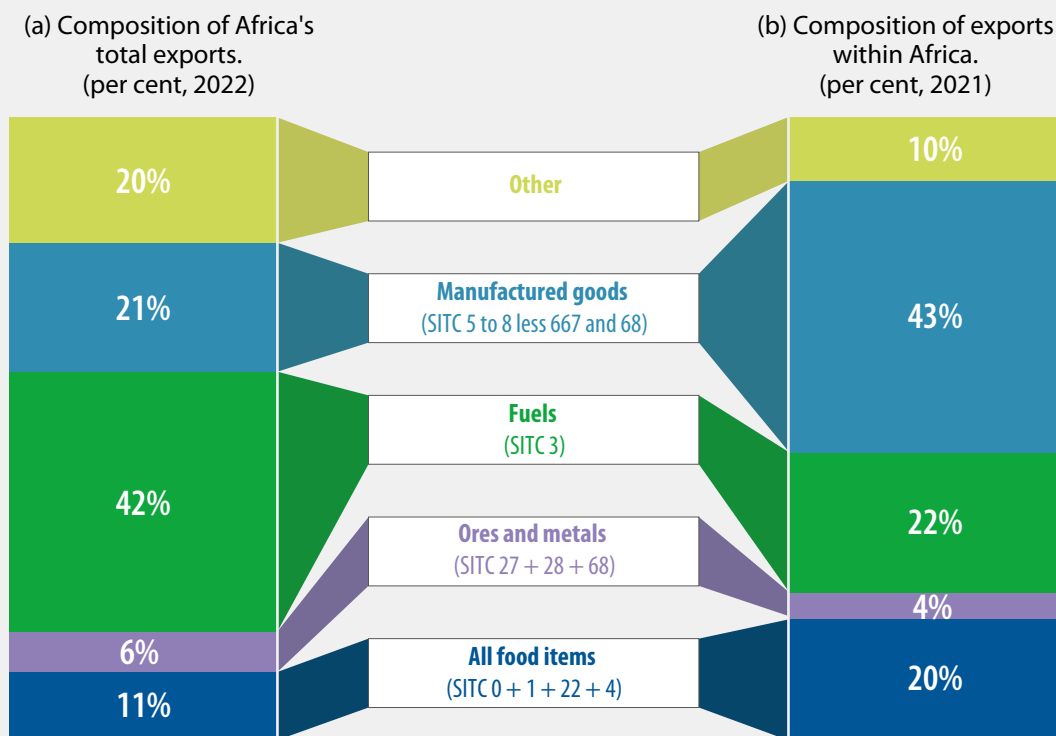 (a) Composition of Africa's
total exports.
(per cent, 2022)
(b) Composition of exports
within Africa.
(per cent, 2021)
20%
Other
10%
21%
Manufactured goods
(SITC 5 to 8 less 667 and 68)
43%
42%
Fuels
(SITC 3)
22%
6%
Ores and metals
(SITC 27 + 28 + 68)
4%
11%
All food items
(SITC 0 + 1 + 22 + 4)
20%